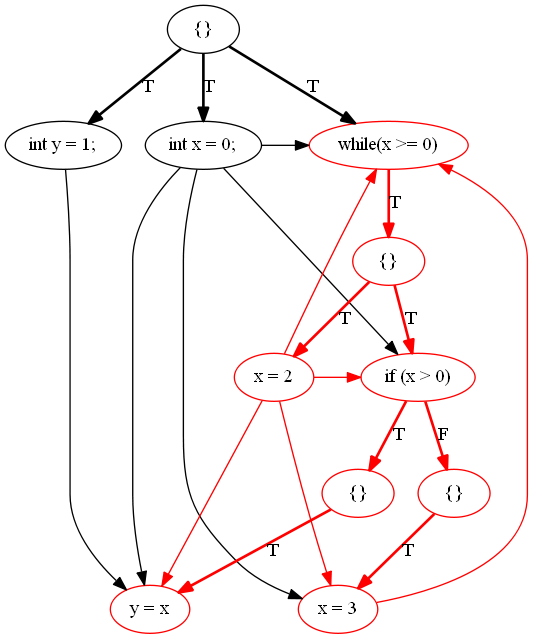 {}
T
T
T
int y = 1;
int x = 0;
while(x >= 0)
T
{}
T
T
x = 2
if (x > 0)
T
F
{}
{}
T
T
y = x
x = 3